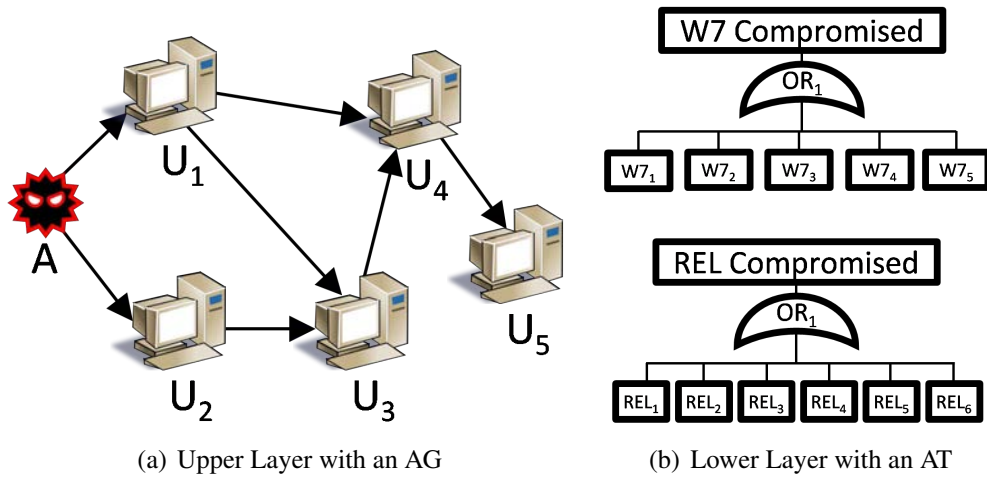 U₁
U₄
A
U₂
U₃
U₅
(a) Upper Layer with an AG
W7 Compromised
OR₁
W7₁ W7₂ W7₃ W7₄ W7₅
REL Compromised
OR₁
REL₁ REL₂ REL₃ REL₄ REL₅ REL₆
(b) Lower Layer with an AT